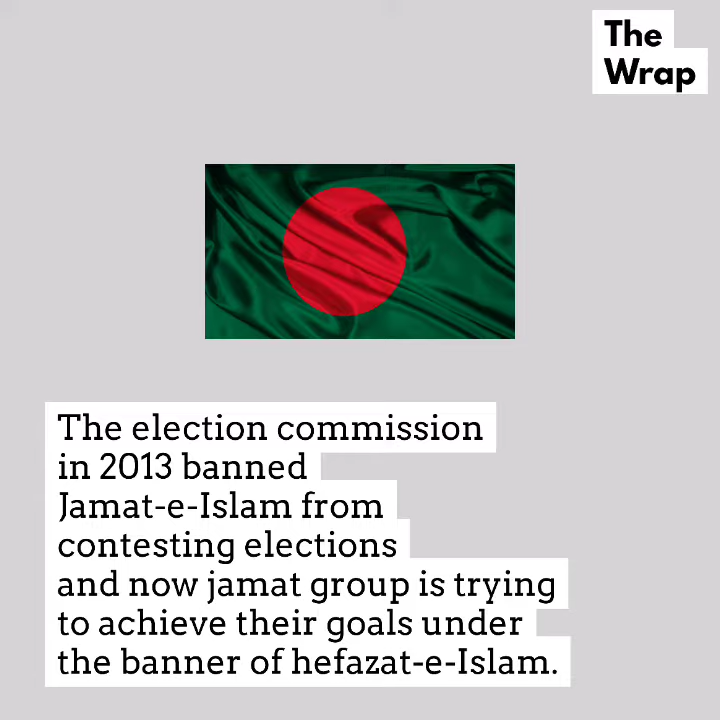 The
Wrap
The election commission
in 2013 banned
Jamat-e-Islam from
contesting elections
and now jamat group is trying
to achieve their goals under
the banner of hefazat-e-Islam.